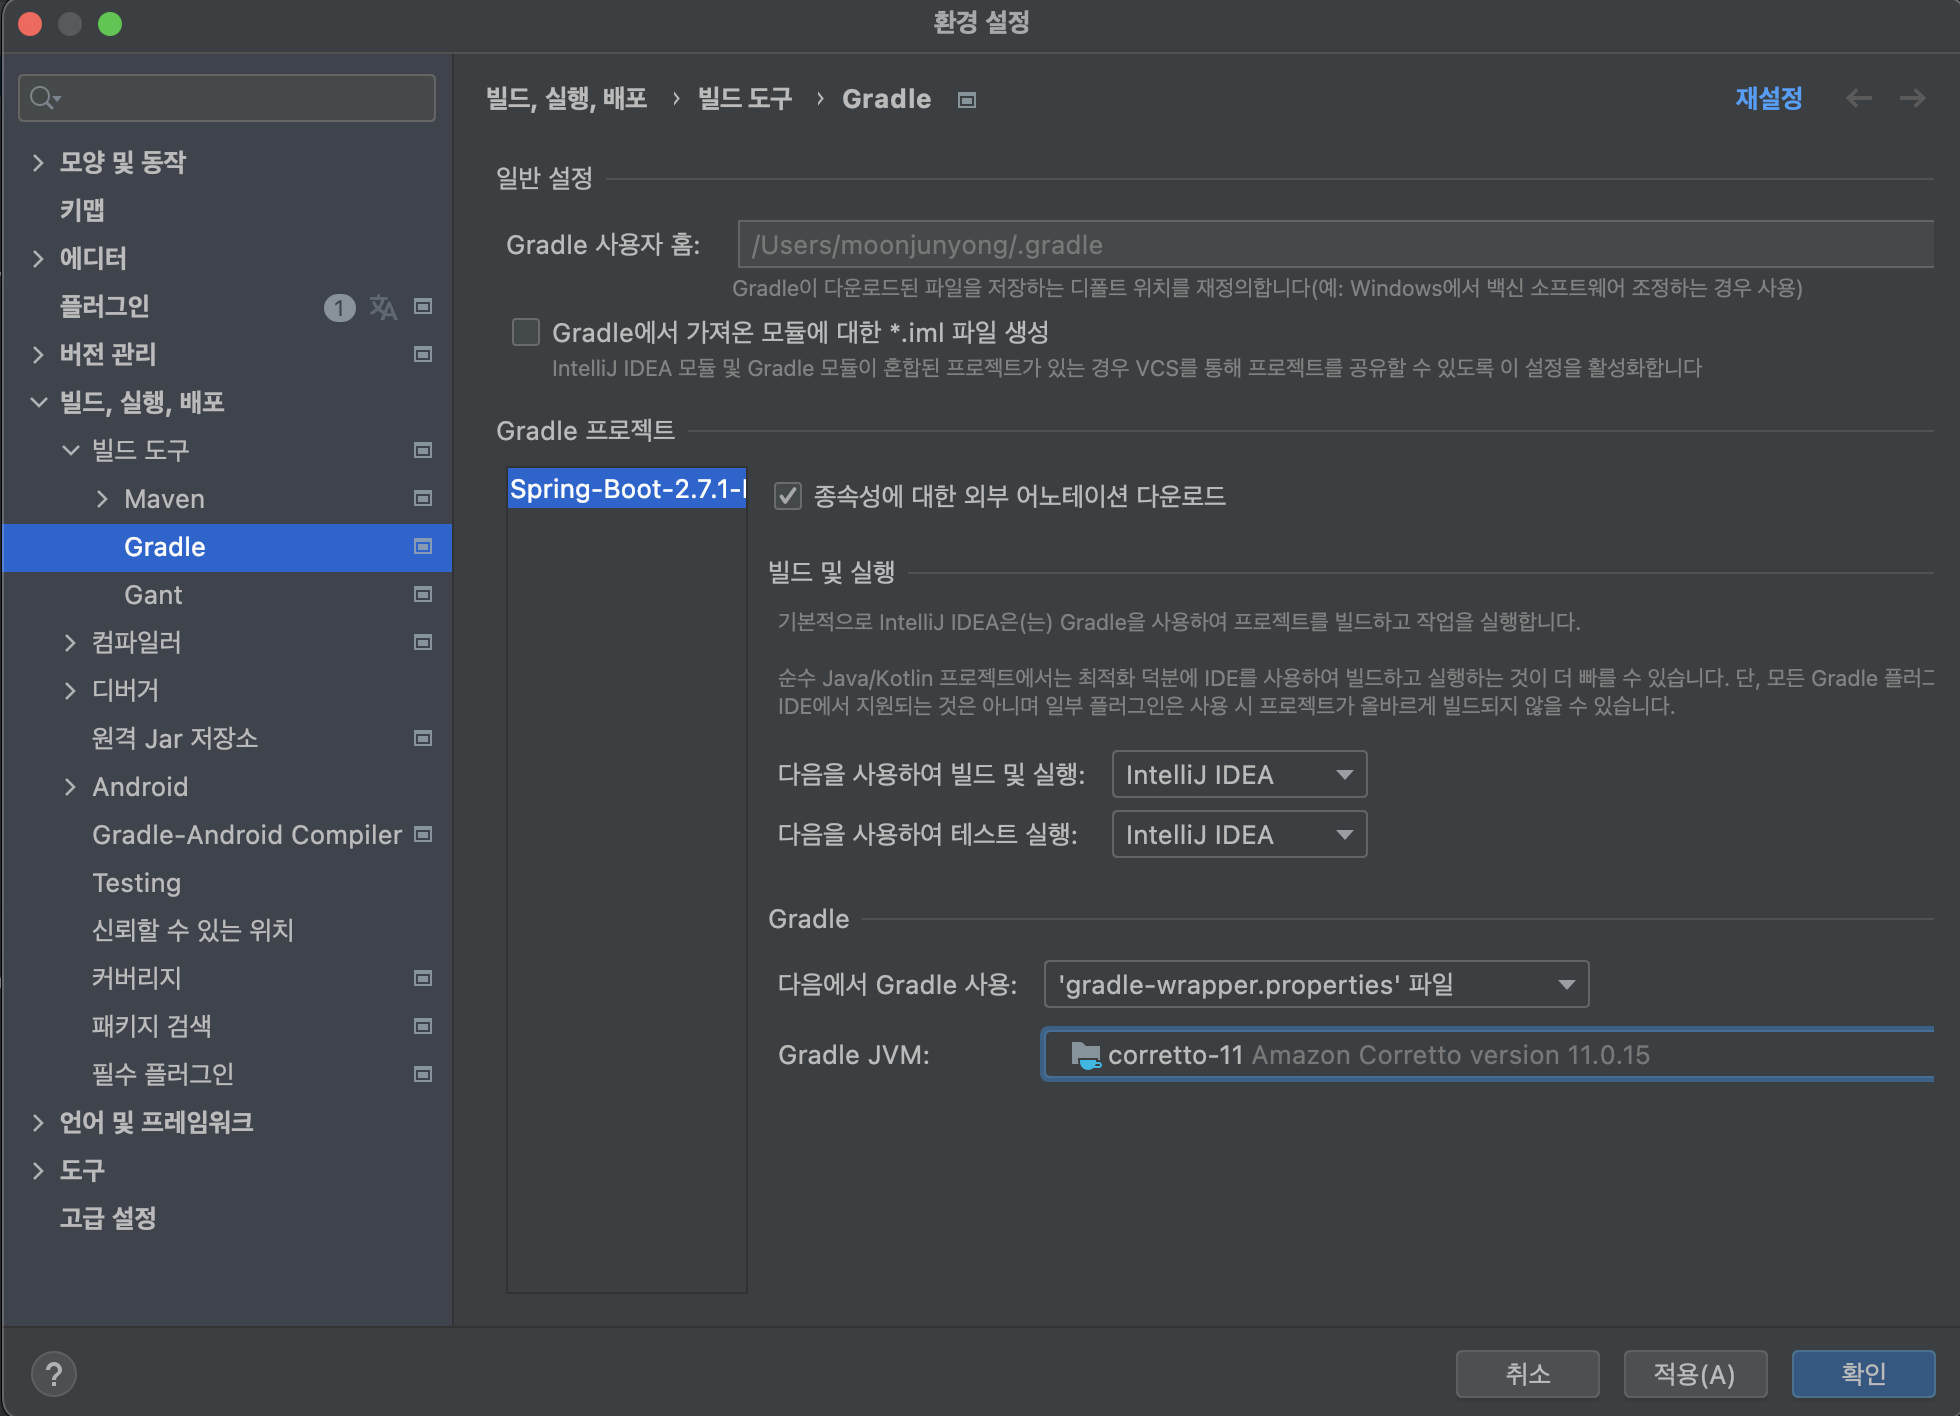 환경 설정
모양 및 동작
키맵
에디터
플러그인 1
버전 관리
빌드, 실행, 배포
빌드 도구
Maven
Gradle
Gant
컴파일러
디버거
원격 Jar 저장소
Android
Gradle-Android Compiler
Testing
신뢰할 수 있는 위치
커버리지
패키지 검색
필수 플러그인
언어 및 프레임워크
도구
고급 설정
빌드, 실행, 배포 › 빌드 도구 › Gradle
재설정
일반 설정
Gradle 사용자 홈: /Users/moonjunyong/.gradle
Gradle이 다운로드된 파일을 저장하는 디폴트 위치를 재정의합니다(예: Windows에서 백신 소프트웨어 조정하는 경우 사용)
Gradle에서 가져온 모듈에 대한 *.iml 파일 생성
IntelliJ IDEA 모듈 및 Gradle 모듈이 혼합된 프로젝트가 있는 경우 VCS를 통해 프로젝트를 공유할 수 있도록 이 설정을 활성화합니다
Gradle 프로젝트
Spring-Boot-2.7.1-
종속성에 대한 외부 어노테이션 다운로드
빌드 및 실행
기본적으로 IntelliJ IDEA은(는) Gradle을 사용하여 프로젝트를 빌드하고 작업을 실행합니다.
순수 Java/Kotlin 프로젝트에서는 최적화 덕분에 IDE를 사용하여 빌드하고 실행하는 것이 더 빠를 수 있습니다. 단, 모든 Gradle 플러그
IDE에서 지원되는 것은 아니며 일부 플러그인은 사용 시 프로젝트가 올바르게 빌드되지 않을 수 있습니다.
다음을 사용하여 빌드 및 실행: IntelliJ IDEA
다음을 사용하여 테스트 실행: IntelliJ IDEA
Gradle
다음에서 Gradle 사용: 'gradle-wrapper.properties' 파일
Gradle JVM: corretto-11 Amazon Corretto version 11.0.15
?
취소
적용(A)
확인